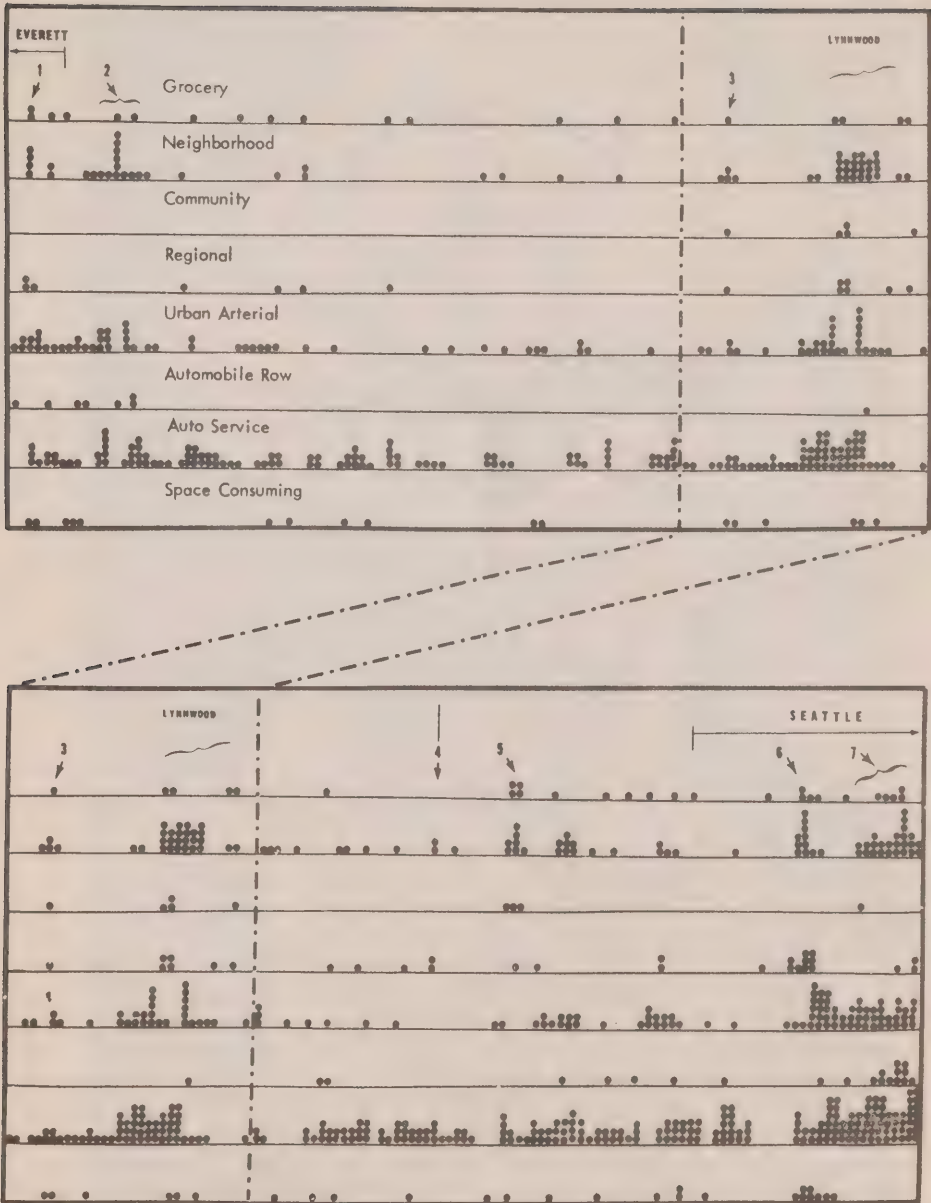 EVERETT
LYNNWOOD
1
2
3
Grocery
Neighborhood
Community
Regional
Urban Arterial
Automobile Row
Auto Service
Space Consuming
LYNNWOOD
SEATTLE
3
4
5
6
7